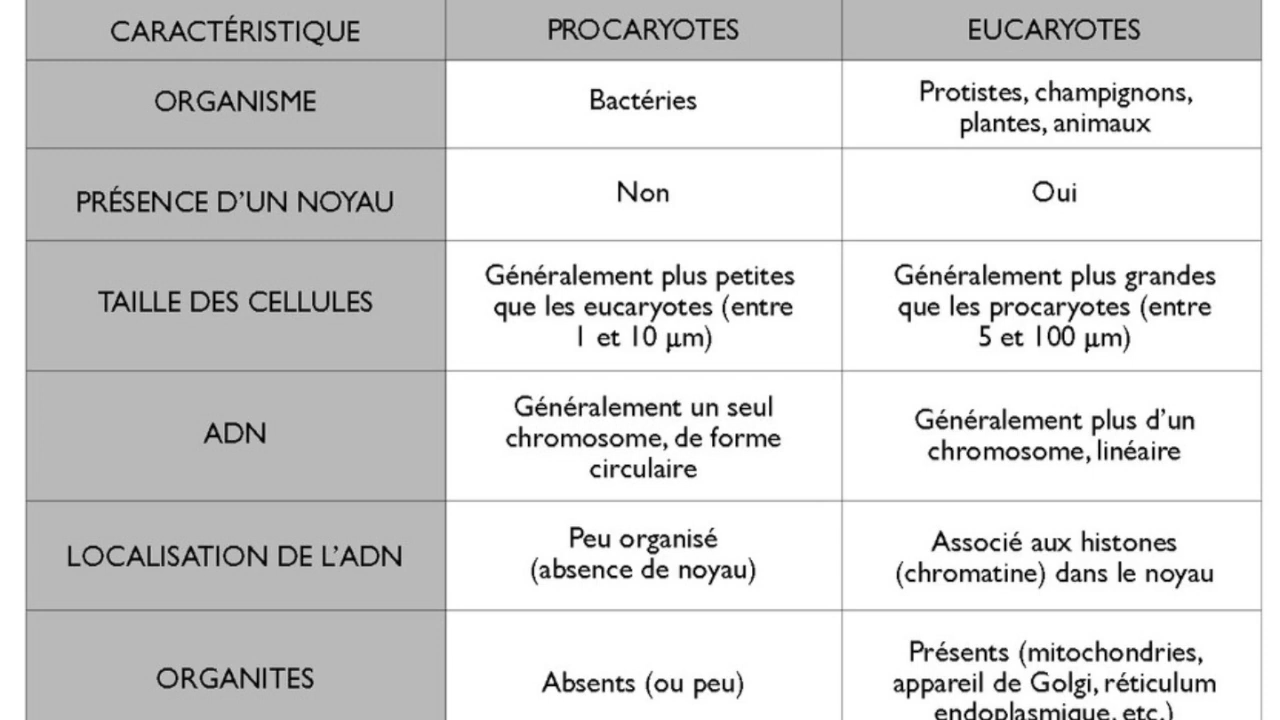 CARACTÉRISTIQUE
PROCARYOTES
EUCARYOTES
ORGANISME
Bactéries
Protistes, champignons,
plantes, animaux
PRÉSENCE D'UN NOYAU
Non
Oui
TAILLE DES CELLULES
Généralement plus petites
que les eucaryotes (entre
1 et 10 µm)
Généralement plus grandes
que les procaryotes (entre
5 et 100 µm)
ADN
Généralement un seul
chromosome, de forme
circulaire
Généralement plus d'un
chromosome, linéaire
LOCALISATION DE L'ADN
Peu organisé
(absence de noyau)
Associé aux histones
(chromatine) dans le noyau
ORGANITES
Absents (ou peu)
Présents (mitochondries,
appareil de Golgi, réticulum
endoplasmique, etc.)